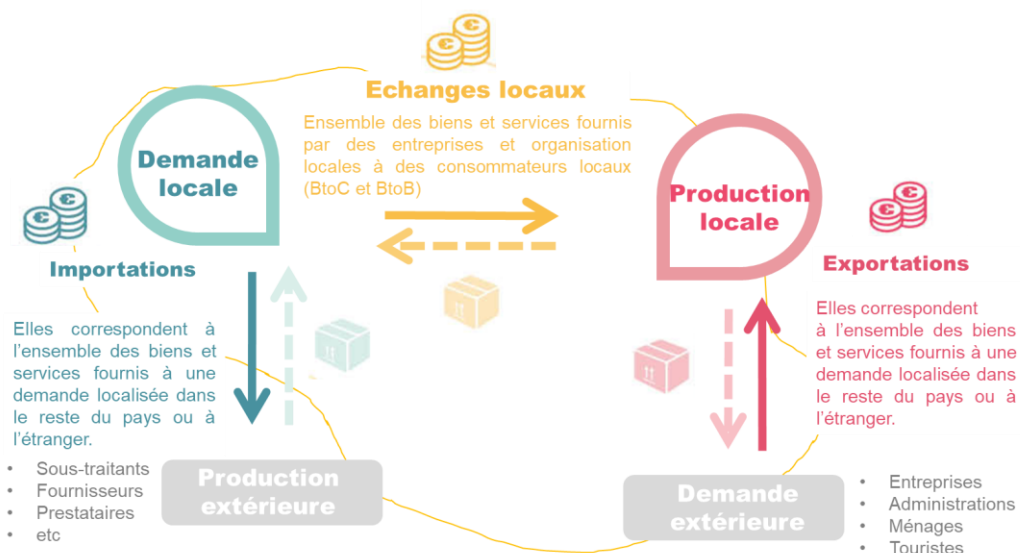 Echanges locaux
Ensemble des biens et services fournis
par des entreprises et organisation
locales à des consommateurs locaux
(BtoC et BtoB)
Demande
locale
Production
locale
Importations
Elles correspondent à
l'ensemble des biens et
services fournis à une
demande localisée dans
le reste du pays ou à
l'étranger.
• Sous-traitants
• Fournisseurs
• Prestataires
• etc
Exportations
Elles correspondent
à l'ensemble des biens
et services fournis à une
demande localisée dans
le reste du pays ou à
l'étranger.
Production
extérieure
Demande
extérieure
• Entreprises
• Administrations
• Ménages
• Touristes